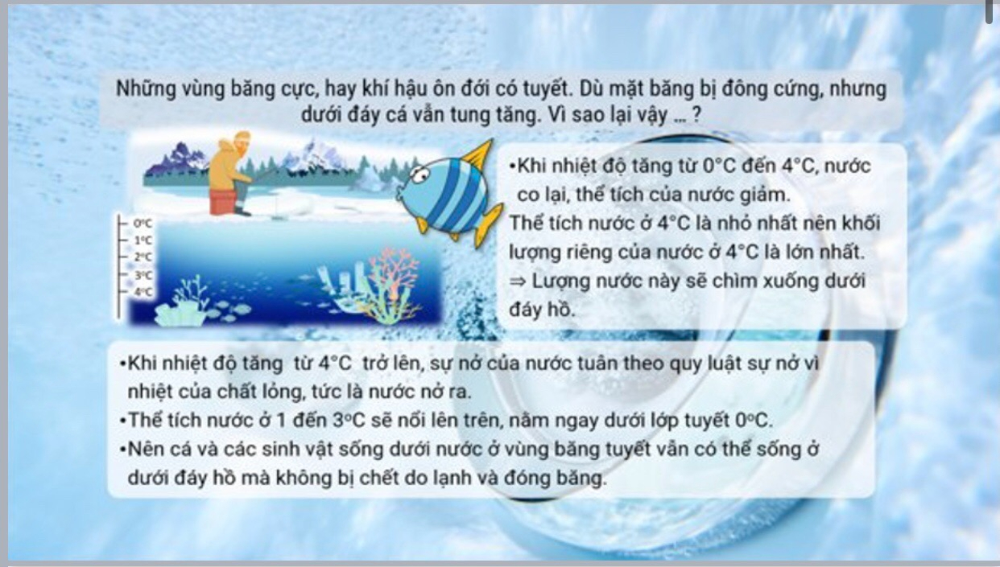 Những vùng băng cực, hay khí hậu ôn đới có tuyết. Dù mặt băng bị đông cứng, nhưng
dưới đáy cá vẫn tung tăng. Vì sao lại vậy ... ?
•Khi nhiệt độ tăng từ 0°C đến 4°C, nước
co lại, thể tích của nước giảm.
Thể tích nước ở 4°C là nhỏ nhất nên khối
lượng riêng của nước ở 4°C là lớn nhất.
⇒ Lượng nước này sẽ chìm xuống dưới
đáy hồ.
0°C
1°C
2°C
3°C
4°C
•Khi nhiệt độ tăng từ 4°C trở lên, sự nở của nước tuân theo quy luật sự nở vì
nhiệt của chất lỏng, tức là nước nở ra.
•Thể tích nước ở 1 đến 3ºC sẽ nổi lên trên, nằm ngay dưới lớp tuyết 0ºC.
•Nên cá và các sinh vật sống dưới nước ở vùng băng tuyết vẫn có thể sống ở
dưới đáy hồ mà không bị chết do lạnh và đóng băng.